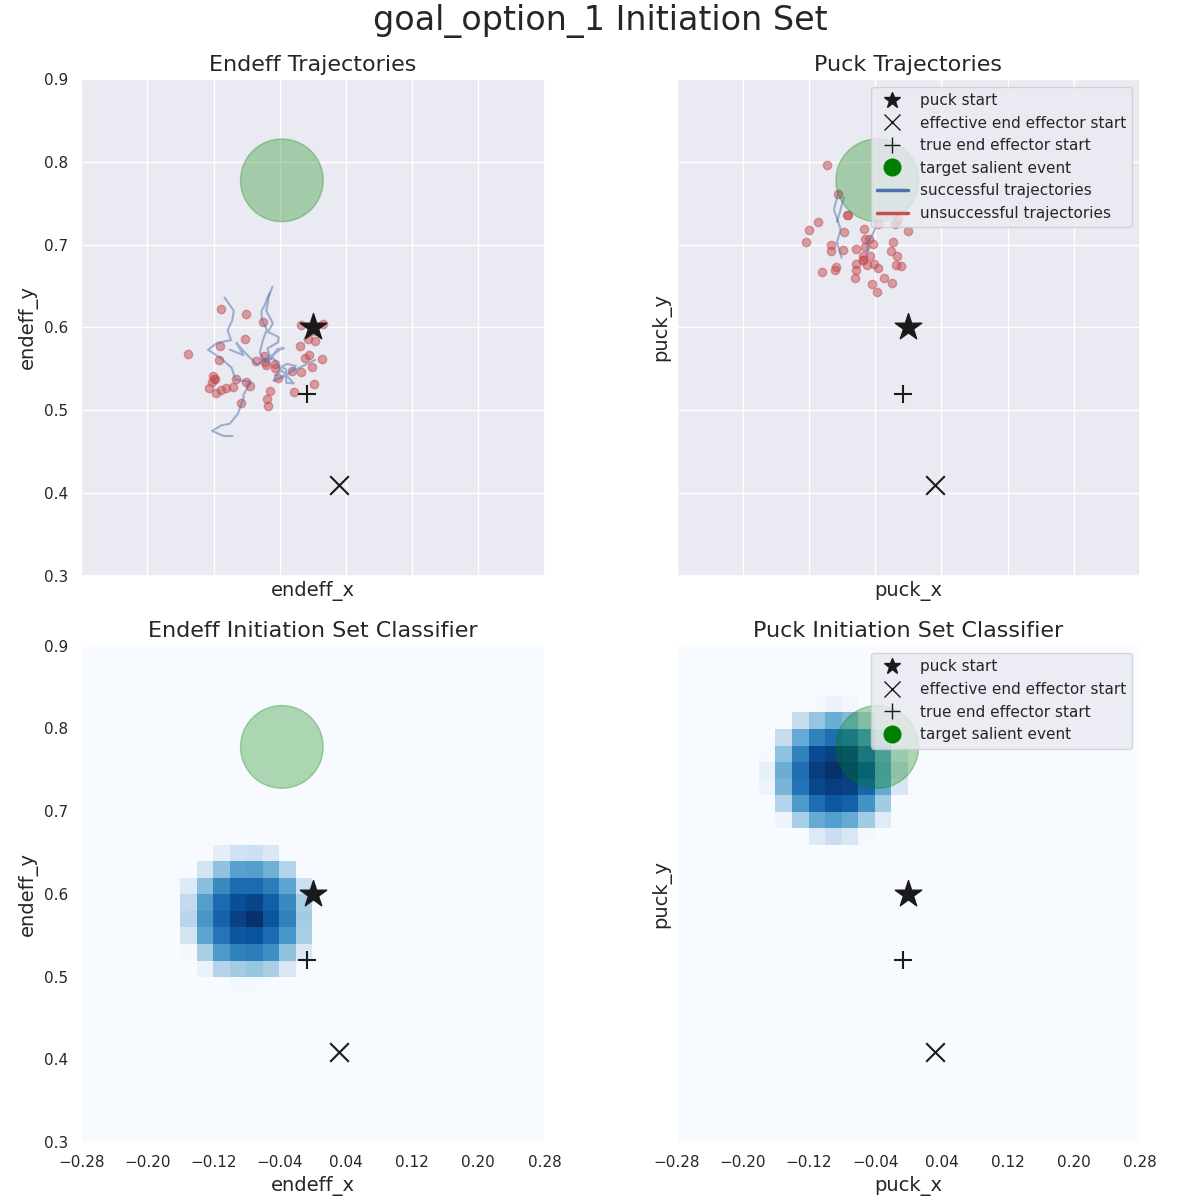 goal_option_1 Initiation Set
Endeff Trajectories
0.9
0.8
0.7
0.6
0.5
0.4
0.3
endeff_y
endeff_x
Puck Trajectories
puck start
effective end effector start
true end effector start
target salient event
successful trajectories
unsuccessful trajectories
puck_y
puck_x
Endeff Initiation Set Classifier
0.9
0.8
0.7
0.6
0.5
0.4
0.3
endeff_y
−0.28 −0.20 −0.12 −0.04 0.04 0.12 0.20 0.28
endeff_x
Puck Initiation Set Classifier
puck start
effective end effector start
true end effector start
target salient event
puck_y
−0.28 −0.20 −0.12 −0.04 0.04 0.12 0.20 0.28
puck_x